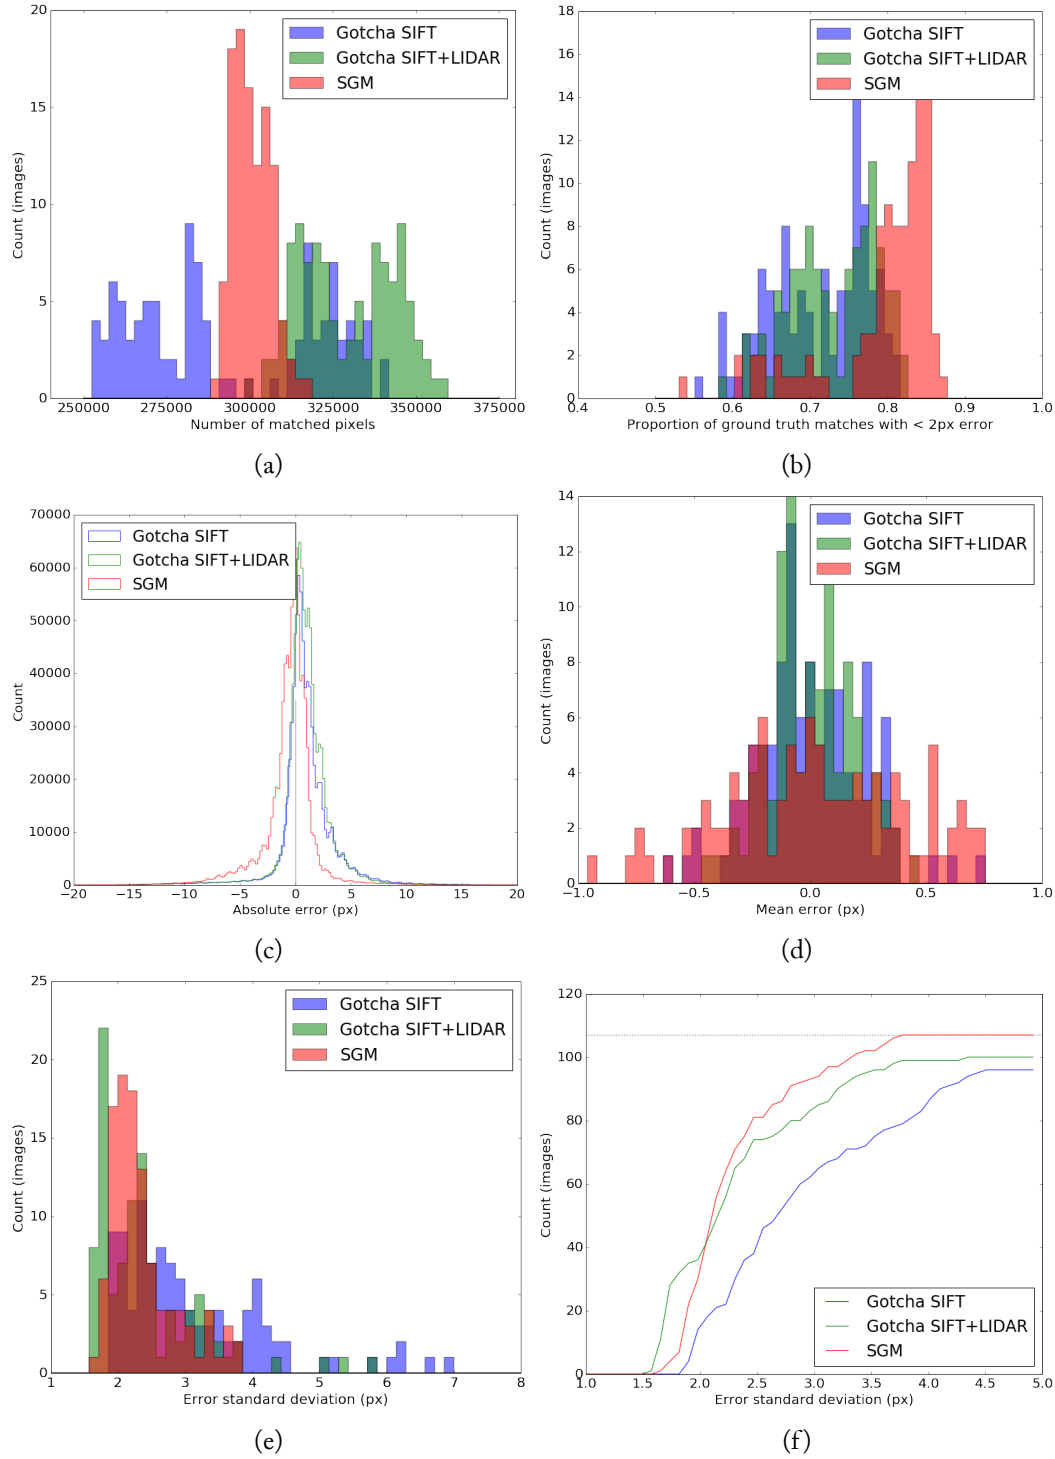 20
15
10
5
0
Count (images)
Gotcha SIFT
Gotcha SIFT+LIDAR
SGM
250000 275000 300000 325000 350000 375000
Number of matched pixels
(a)
18
16
14
12
10
8
6
4
2
0
Count (images)
Gotcha SIFT
Gotcha SIFT+LIDAR
SGM
0.4 0.5 0.6 0.7 0.8 0.9 1.0
Proportion of ground truth matches with < 2px error
(b)
70000
60000
50000
40000
30000
20000
10000
0
Count
Gotcha SIFT
Gotcha SIFT+LIDAR
SGM
−20 −15 −10 −5 0 5 10 15 20
Absolute error (px)
(c)
14
12
10
8
6
4
2
0
Count (images)
Gotcha SIFT
Gotcha SIFT+LIDAR
SGM
−1.0 −0.5 0.0 0.5 1.0
Mean error (px)
(d)
25
20
15
10
5
0
Count (images)
Gotcha SIFT
Gotcha SIFT+LIDAR
SGM
1 2 3 4 5 6 7 8
Error standard deviation (px)
(e)
120
100
80
60
40
20
0
Count (images)
Gotcha SIFT
Gotcha SIFT+LIDAR
SGM
1.0 1.5 2.0 2.5 3.0 3.5 4.0 4.5 5.0
Error standard deviation (px)
(f)